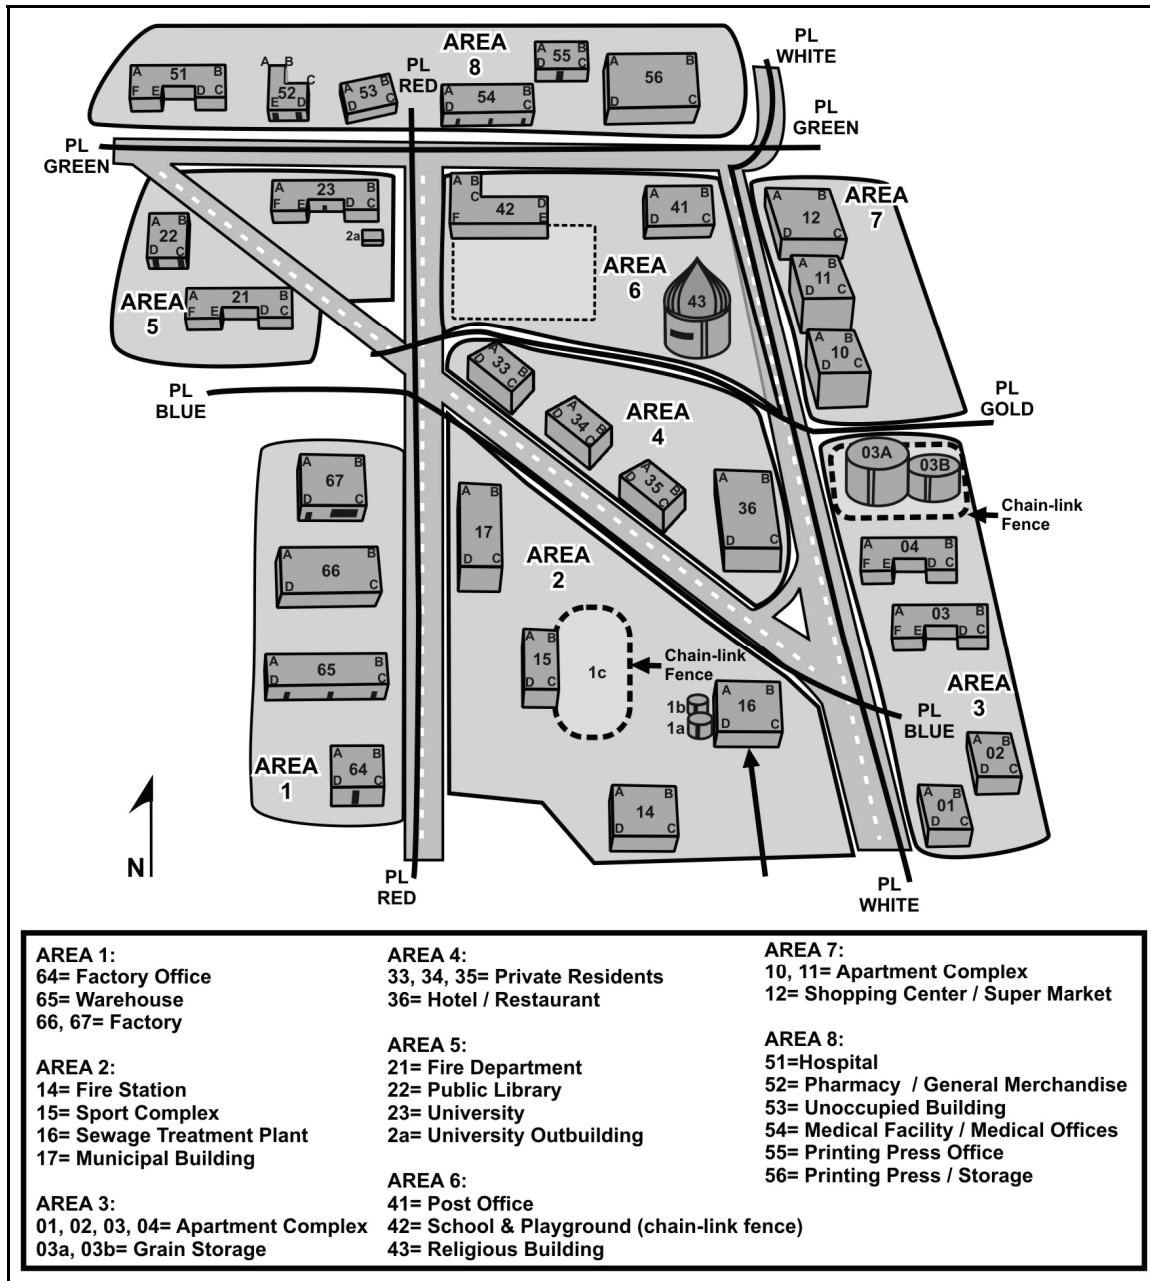 PL
WHITE
AREA
8
PL
RED
A B
51
F E D C
A B
C
52
E D
A B
53
D C
A B
54
D C
A B
55
D C
A B
56
D C
PL
GREEN
PL
GREEN
A B
23
F E D C
2a
A B
22
D C
AREA
5
A B
21
F E D C
A B
C D
42
F E
A B
41
D C
AREA
6
43
A B
12
D C
AREA
7
A B
11
D C
A B
10
D C
PL
BLUE
PL
GOLD
A B
33
D C
A B
34
D C
AREA
4
A B
35
D C
A B
36
D C
03A
03B
Chain-link
Fence
A B
04
F E D C
A B
03
F E D C
AREA
3
A B
02
D C
A B
01
D C
A B
67
D C
A B
66
D C
A B
65
D C
AREA
1
A B
64
D C
A B
17
D C
AREA
2
A B
15
D C
1c
Chain-link
Fence
1b
1a
A B
16
D C
A B
14
D C
PL
BLUE
N
PL
RED
PL
WHITE
AREA 1:
64= Factory Office
65= Warehouse
66, 67= Factory
AREA 2:
14= Fire Station
15= Sport Complex
16= Sewage Treatment Plant
17= Municipal Building
AREA 3:
01, 02, 03, 04= Apartment Complex
03a, 03b= Grain Storage
AREA 4:
33, 34, 35= Private Residents
36= Hotel / Restaurant
AREA 5:
21= Fire Department
22= Public Library
23= University
2a= University Outbuilding
AREA 6:
41= Post Office
42= School & Playground (chain-link fence)
43= Religious Building
AREA 7:
10, 11= Apartment Complex
12= Shopping Center / Super Market
AREA 8:
51=Hospital
52= Pharmacy / General Merchandise
53= Unoccupied Building
54= Medical Facility / Medical Offices
55= Printing Press Office
56= Printing Press / Storage